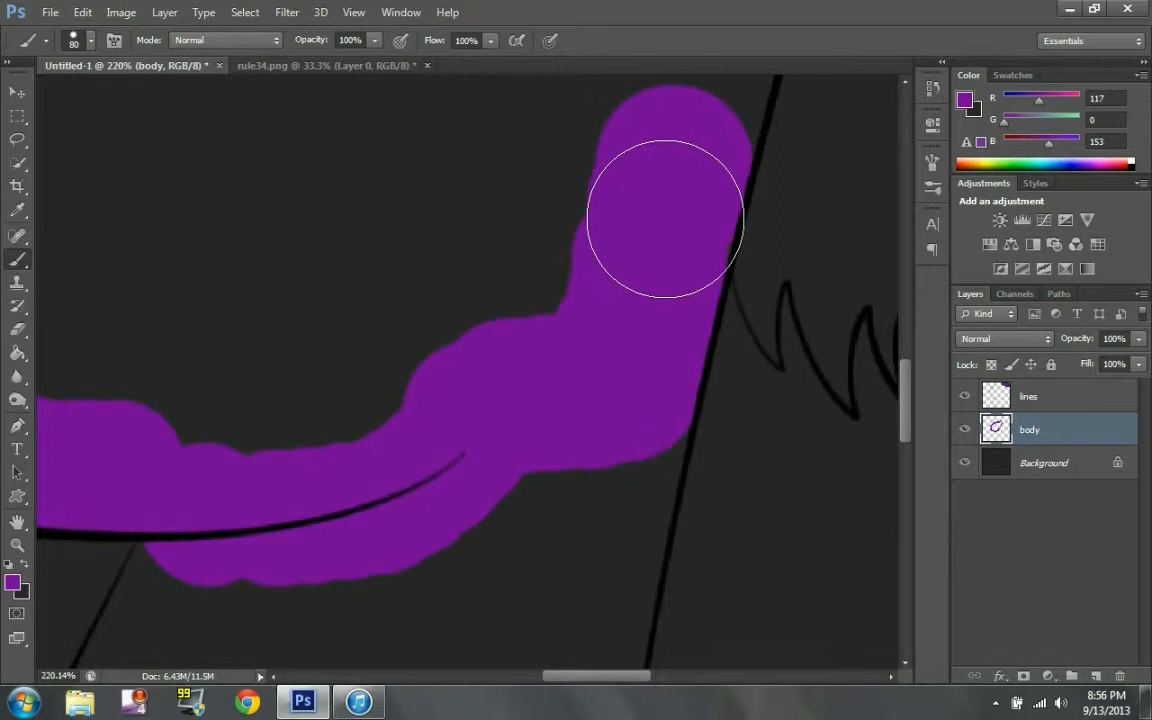 Ps File Edit Image Layer Type Select Filter 3D View Window Help
80 Mode: Normal Opacity: 100% Flow: 100% Essentials
Untitled-1 @ 220% (body, RGB/8) * × rule34.png @ 33.3% (Layer 0, RGB/8) * ×
Color Swatches
R 117
G 0
B 153
Adjustments Styles
Add an adjustment
Layers Channels Paths
Kind
Normal Opacity: 100%
Lock: Fill: 100%
lines
body
Background
220.14% Doc: 6.43M/11.5M
99 Ps 8:56 PM
9/13/2013